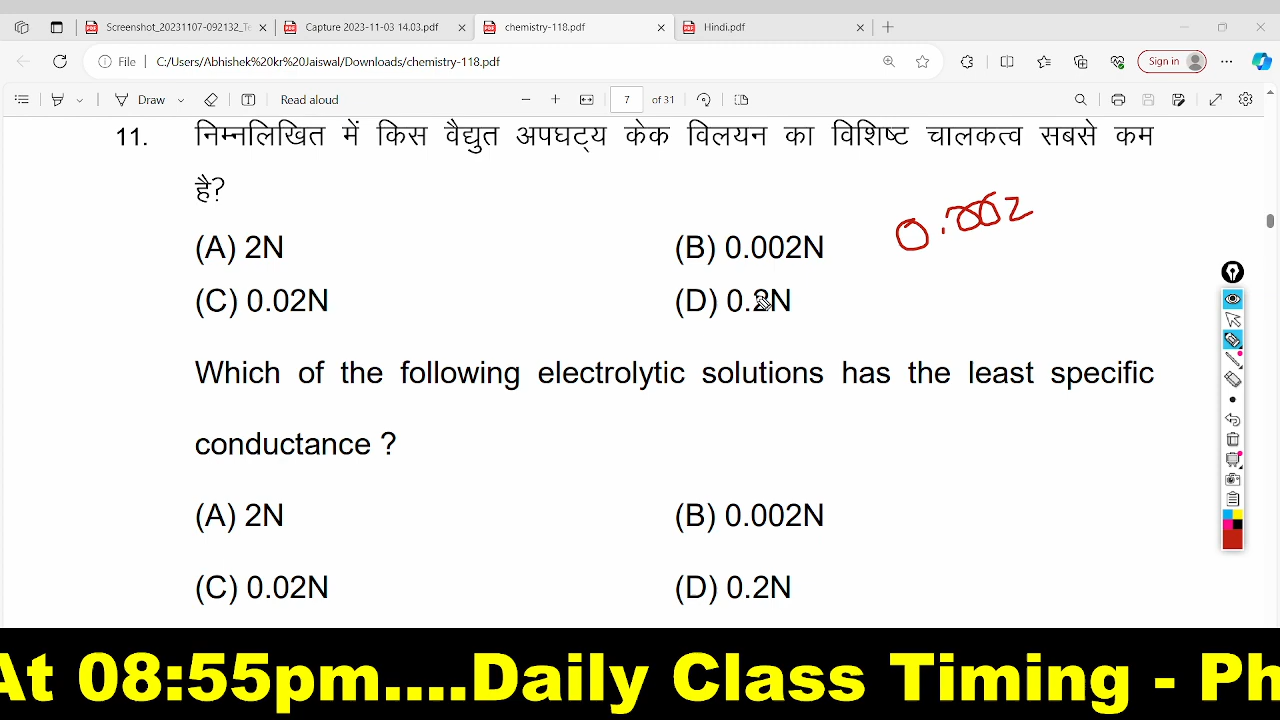 Screenshot_20231107-092132_Te
Capture 2023-11-03 14.03.pdf
chemistry-118.pdf
Hindi.pdf
File C:/Users/Abhishek%20kr%20Jaiswal/Downloads/chemistry-118.pdf
Sign in
Draw
Read aloud
7 of 31
11. निम्नलिखित में किस वैद्युत अपघट्य केक विलयन का विशिष्ट चालकत्व सबसे कम
है?
0.002
(A) 2N (B) 0.002N
(C) 0.02N (D) 0.2N
Which of the following electrolytic solutions has the least specific
conductance ?
(A) 2N (B) 0.002N
(C) 0.02N (D) 0.2N
At 08:55pm....Daily Class Timing - Ph